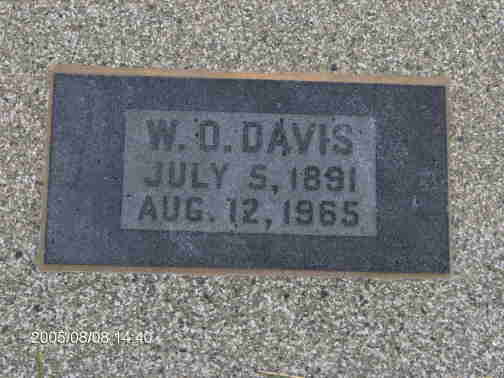 W. O. DAVIS
JULY 5, 1891
AUG. 12, 1965
2005/08/08 14:40